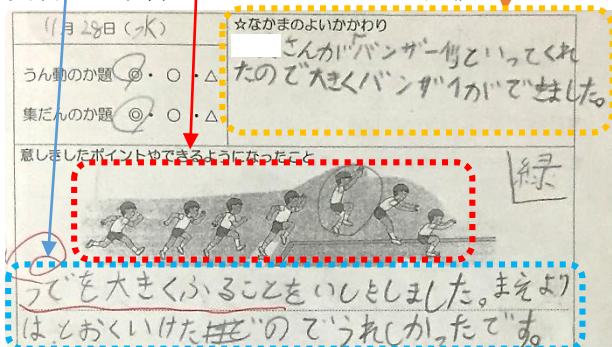 11月28日(水)
うん動のか題 ◎・○・△
集だんのか題 ◎・○・△
☆なかまのよいかかわり
さんが「バンザーイ」といってくれ
たので大きくバンザイができました。
意しきしたポイントやできるようになったこと
緑
うでを大きくふることをいしきしました。まえより
は、とおくいけたのでうれしかったです。